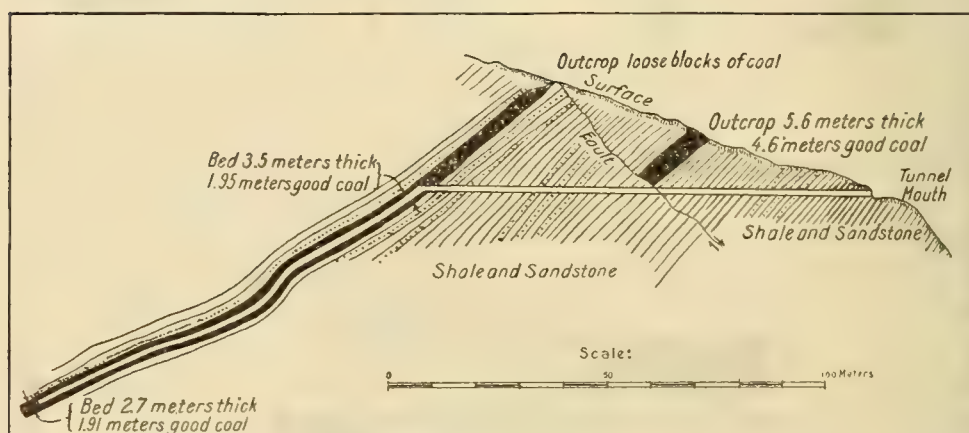 Outcrop loose blocks of coal
Surface
Outcrop 5.6 meters thick
4.6 meters good coal
Fault
Bed 3.5 meters thick
1.95 meters good coal
Tunnel
Mouth
Shale and Sandstone
Shale and Sandstone
Scale:
0 50 100 Meters
Bed 2.7 meters thick
1.91 meters good coal